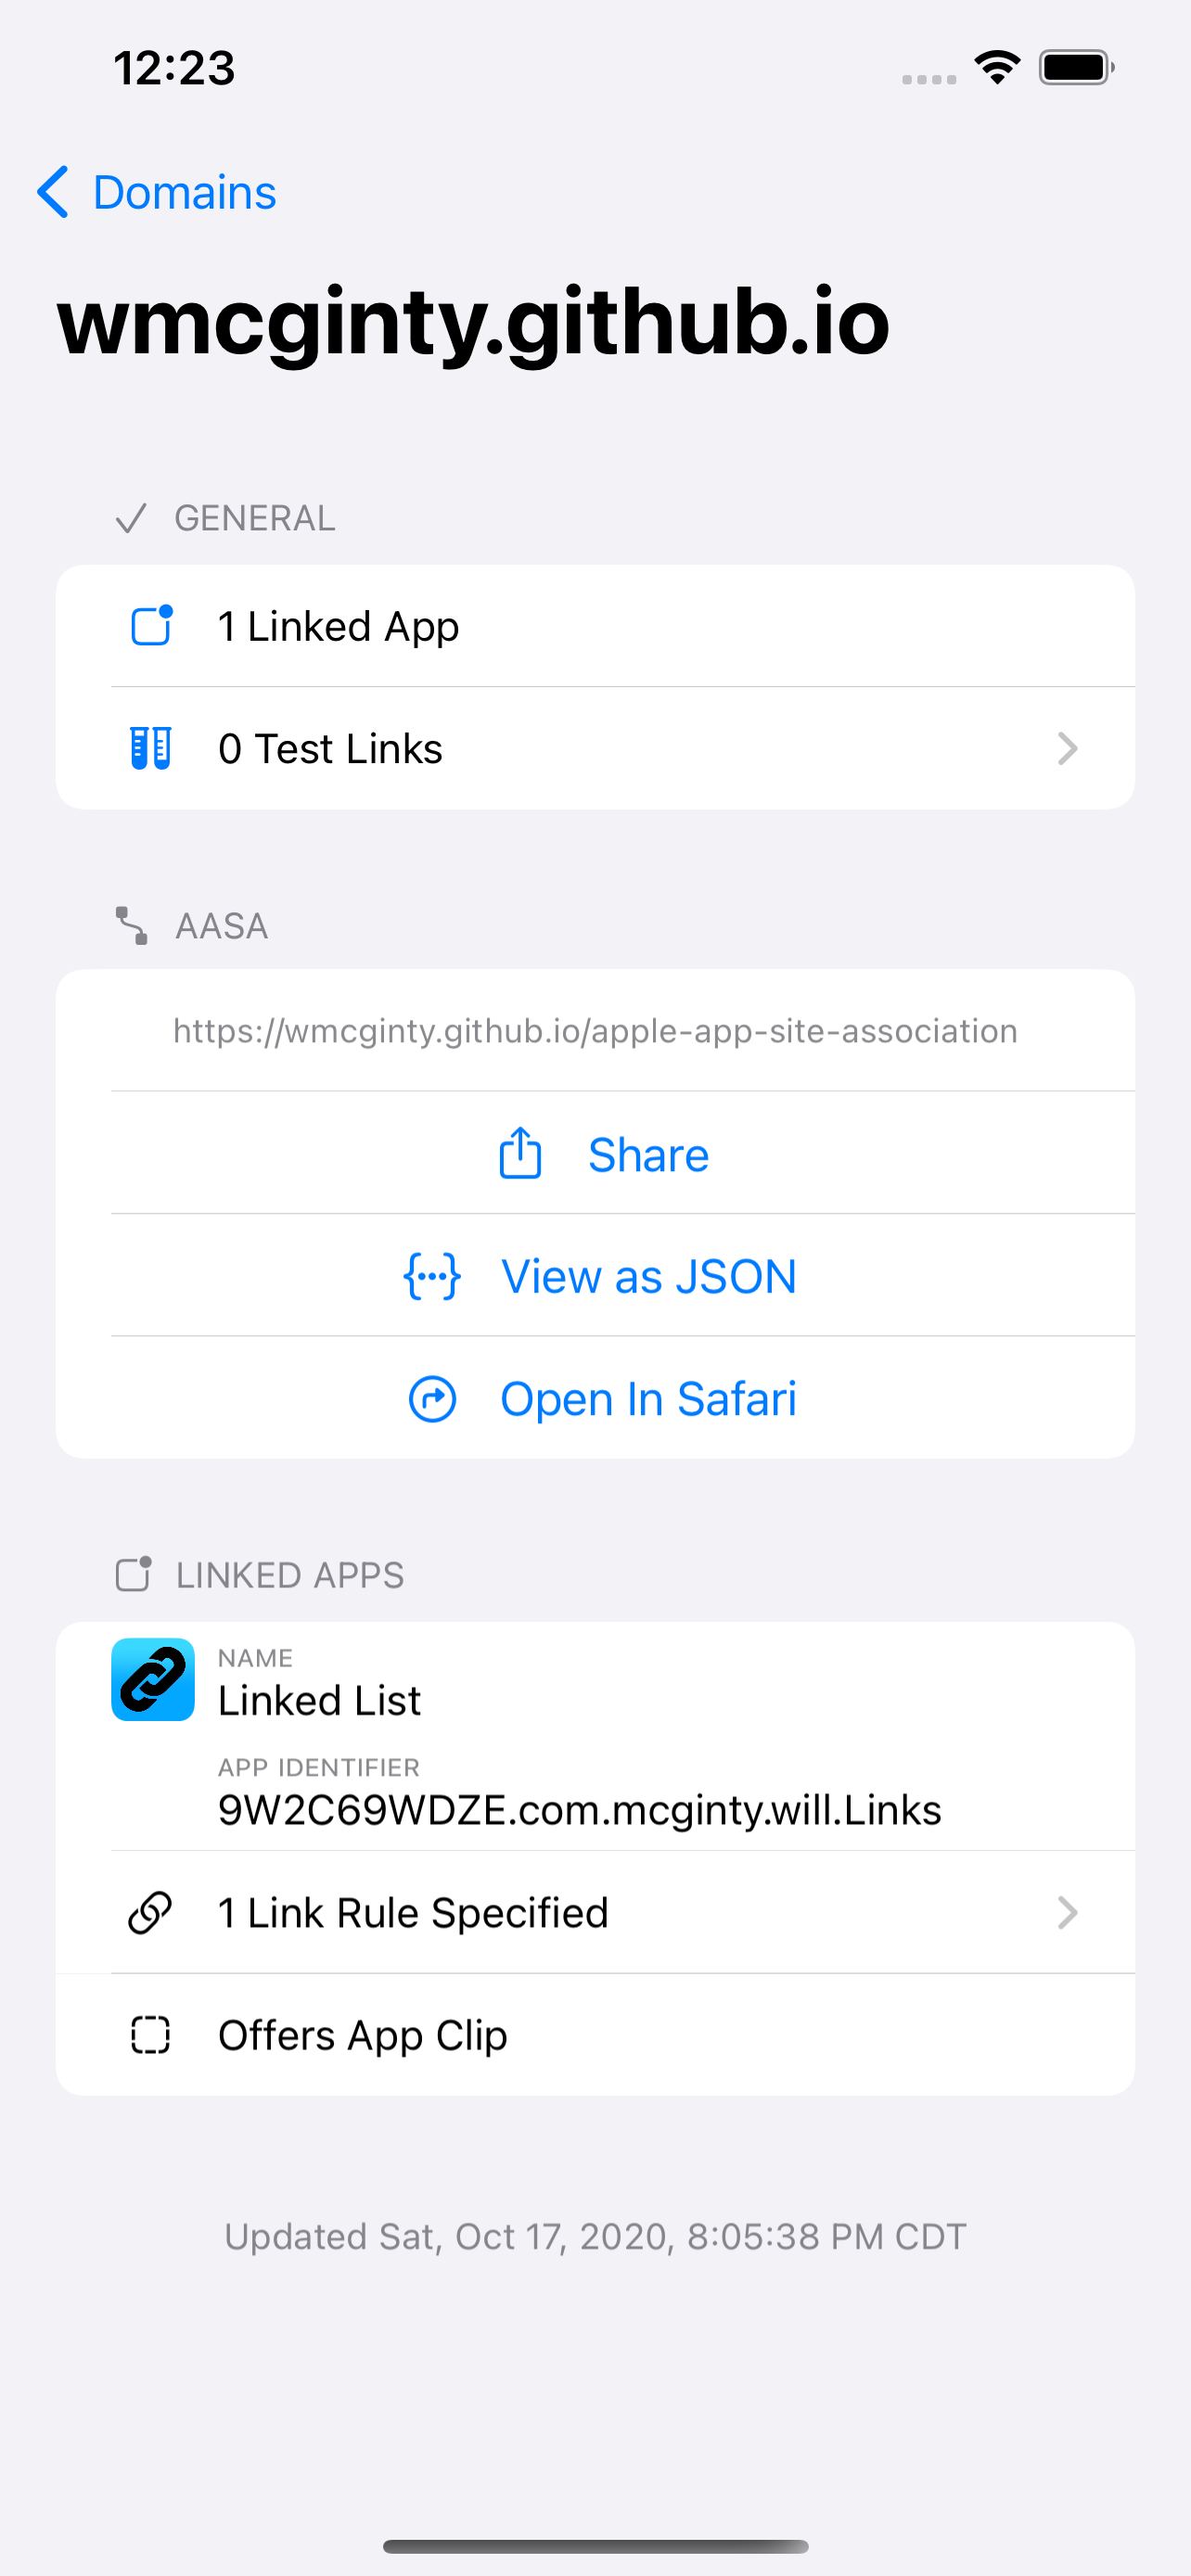 12:23
Domains
wmcginty.github.io
GENERAL
1 Linked App
0 Test Links
AASA
https://wmcginty.github.io/apple-app-site-association
Share
View as JSON
Open In Safari
LINKED APPS
NAME
Linked List
APP IDENTIFIER
9W2C69WDZE.com.mcginty.will.Links
1 Link Rule Specified
Offers App Clip
Updated Sat, Oct 17, 2020, 8:05:38 PM CDT